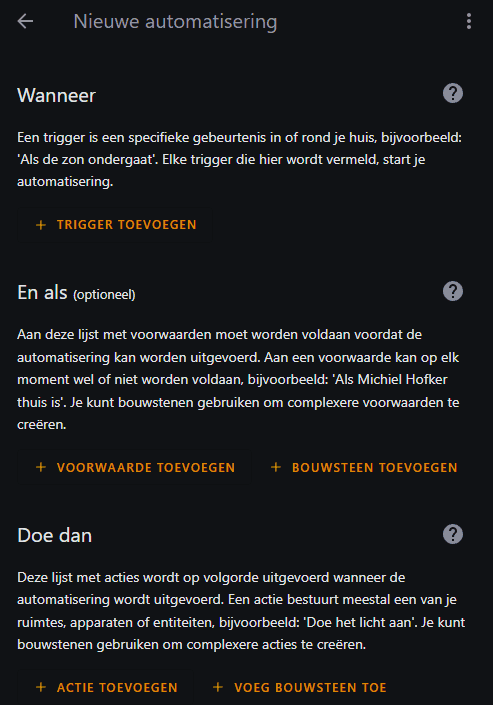 Nieuwe automatisering
Wanneer
Een trigger is een specifieke gebeurtenis in of rond je huis, bijvoorbeeld:
'Als de zon ondergaat'. Elke trigger die hier wordt vermeld, start je
automatisering.
+ TRIGGER TOEVOEGEN
En als (optioneel)
Aan deze lijst met voorwaarden moet worden voldaan voordat de
automatisering kan worden uitgevoerd. Aan een voorwaarde kan op elk
moment wel of niet worden voldaan, bijvoorbeeld: 'Als Michiel Hofker
thuis is'. Je kunt bouwstenen gebruiken om complexere voorwaarden te
creëren.
+ VOORWAARDE TOEVOEGEN + BOUWSTEEN TOEVOEGEN
Doe dan
Deze lijst met acties wordt op volgorde uitgevoerd wanneer de
automatisering wordt uitgevoerd. Een actie bestuurt meestal een van je
ruimtes, apparaten of entiteiten, bijvoorbeeld: 'Doe het licht aan'. Je kunt
bouwstenen gebruiken om complexere acties te creëren.
+ ACTIE TOEVOEGEN + VOEG BOUWSTEEN TOE